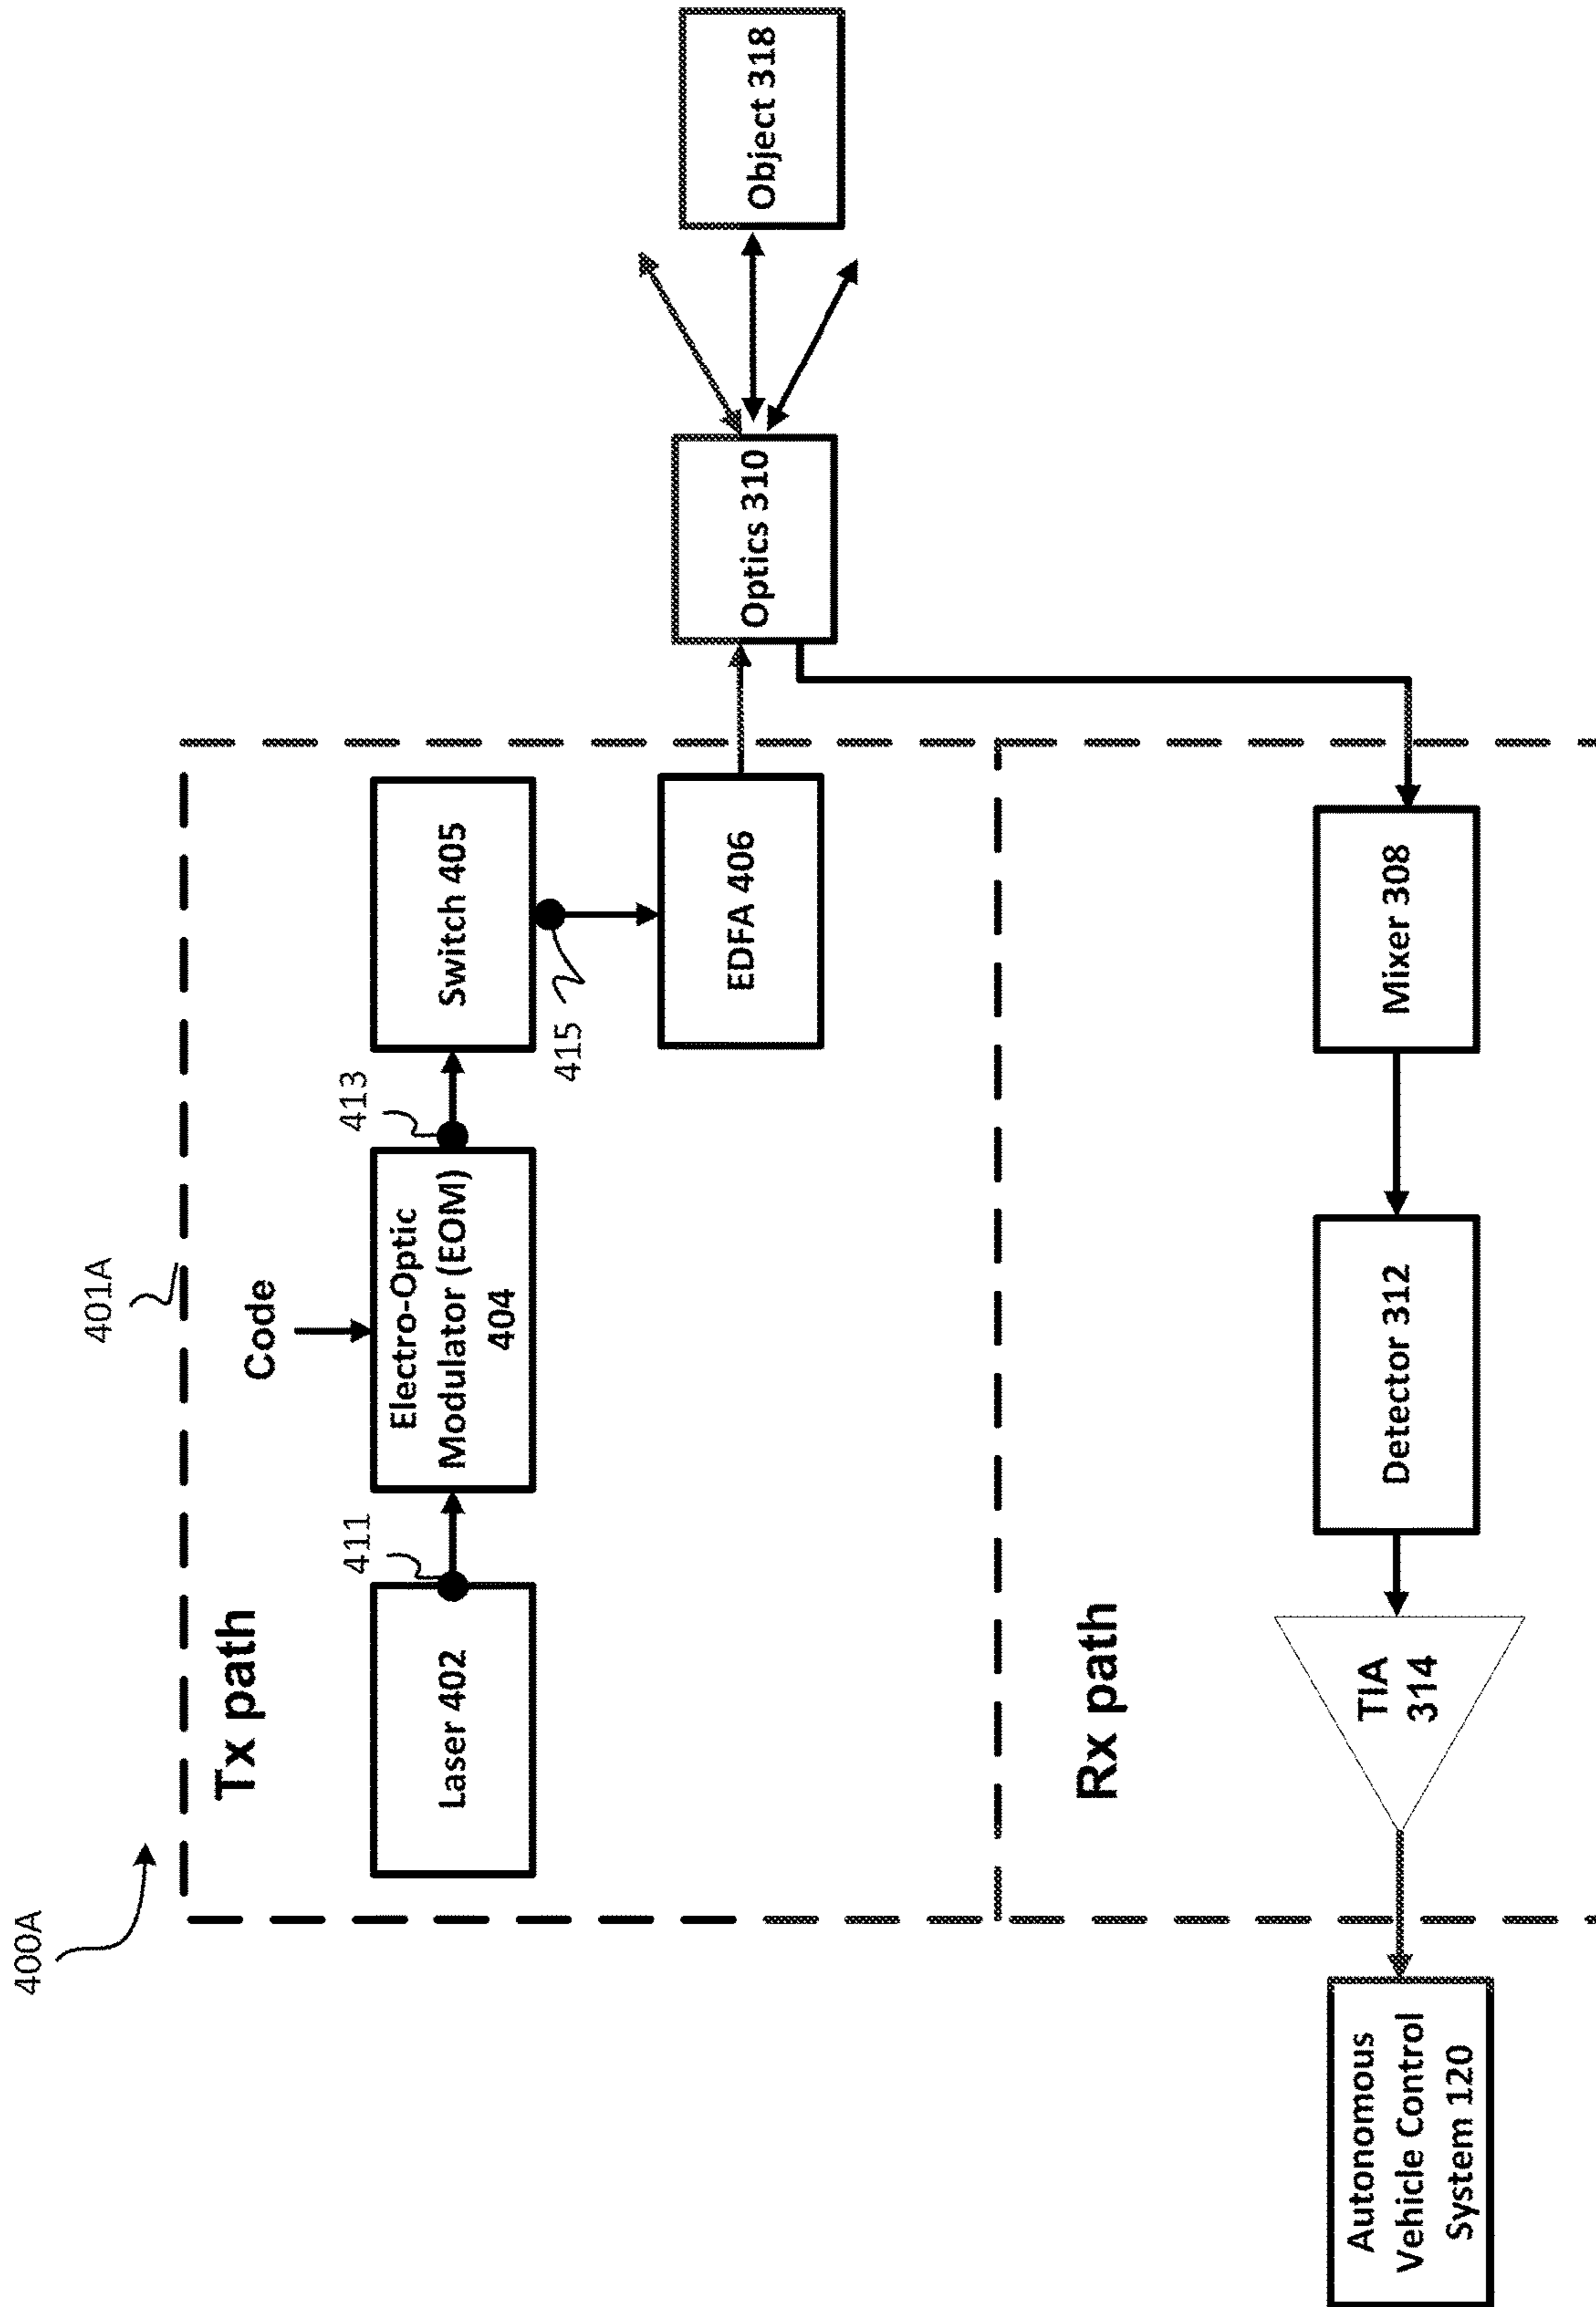 400A
401A
Tx path
Code
Laser 402
411
Electro-Optic
Modulator (EOM)
404
413
Switch 405
415
EDFA 406
Optics 310
Object 318
Rx path
Autonomous
Vehicle Control
System 120
TIA
314
Detector 312
Mixer 308